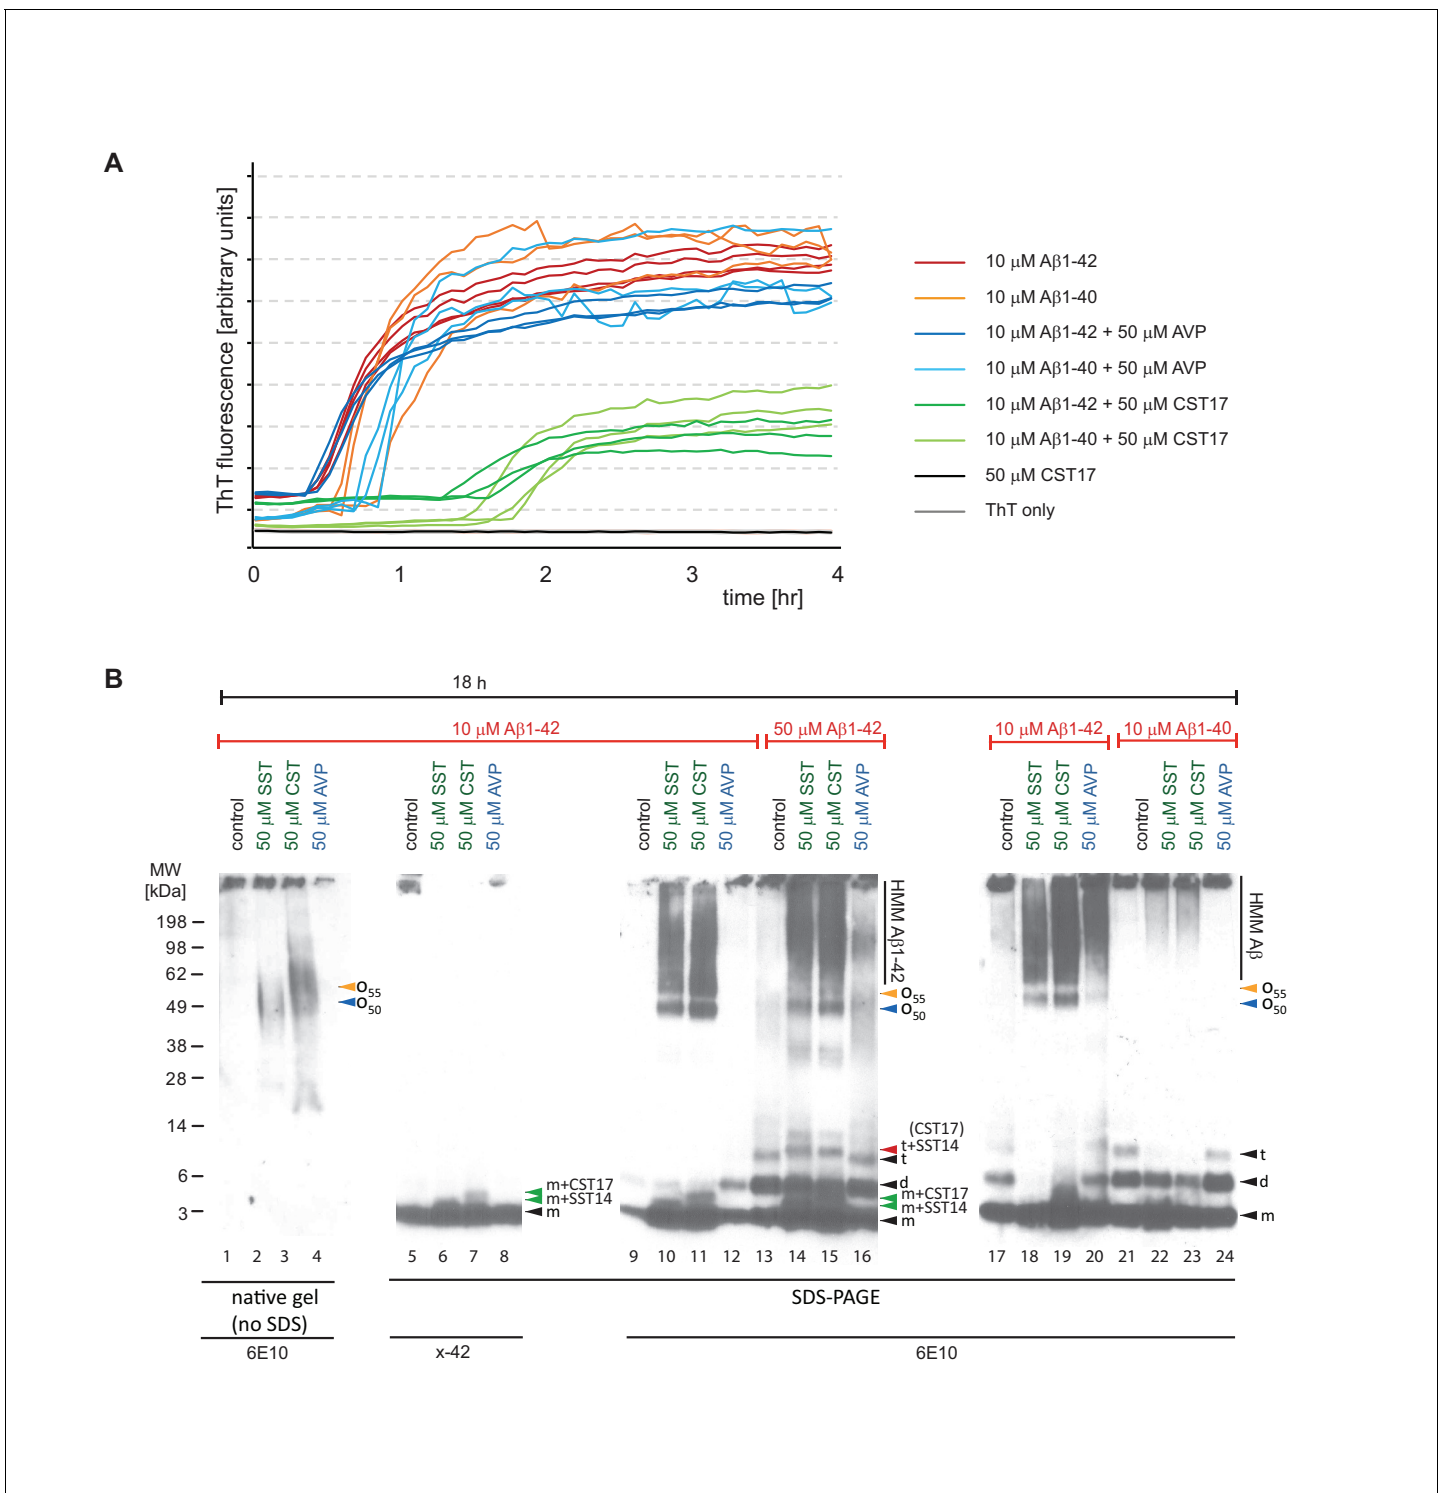 A
ThT fluorescence [arbitrary units]
0 1 2 3 4
time [hr]
10 μM Aβ1-42
10 μM Aβ1-40
10 μM Aβ1-42 + 50 μM AVP
10 μM Aβ1-40 + 50 μM AVP
10 μM Aβ1-42 + 50 μM CST17
10 μM Aβ1-40 + 50 μM CST17
50 μM CST17
ThT only
B
18 h
10 μM Aβ1-42
50 μM Aβ1-42
10 μM Aβ1-42
10 μM Aβ1-40
control
50 μM SST
50 μM CST
50 μM AVP
control
50 μM SST
50 μM CST
50 μM AVP
control
50 μM SST
50 μM CST
50 μM AVP
control
50 μM SST
50 μM CST
50 μM AVP
control
50 μM SST
50 μM CST
50 μM AVP
control
50 μM SST
50 μM CST
50 μM AVP
MW
[kDa]
198
98
62
49
38
28
14
6
3
O55
O50
m+CST17
m+SST14
m
HMM Aβ1-42
O55
O50
(CST17)
t+SST14
t
d
m+CST17
m+SST14
m
HMM Aβ
O55
O50
t
d
m
1 2 3 4 5 6 7 8 9 10 11 12 13 14 15 16 17 18 19 20 21 22 23 24
native gel
(no SDS)
SDS-PAGE
6E10
x-42
6E10